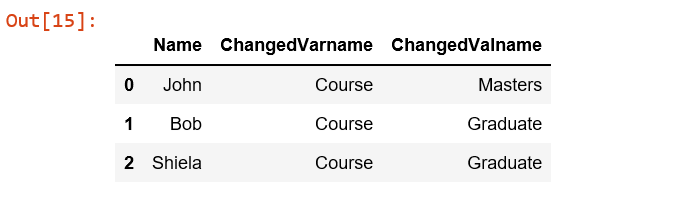 Out[15]:
Name ChangedVarname ChangedValname
0 John Course Masters
1 Bob Course Graduate
2 Shiela Course Graduate